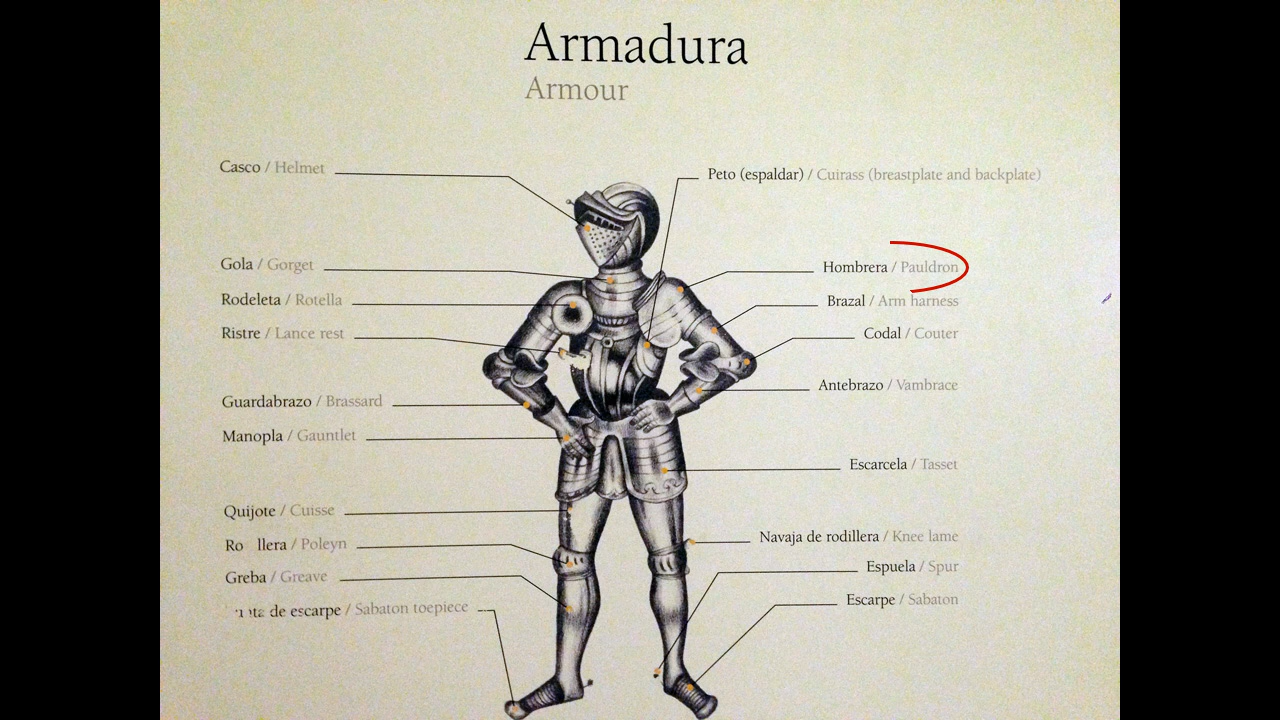 Armadura
Armour
Casco / Helmet
Peto (espaldar) / Cuirass (breastplate and backplate)
Gola / Gorget
Hombrera / Pauldron
Rodeleta / Rotella
Brazal / Arm harness
Ristre / Lance rest
Codal / Couter
Antebrazo / Vambrace
Guardabrazo / Brassard
Manopla / Gauntlet
Escarcela / Tasset
Quijote / Cuisse
Navaja de rodillera / Knee lame
Ro llera / Poleyn
Espuela / Spur
Greba / Greave
Escarpe / Sabaton
de escarpe / Sabaton toepiece